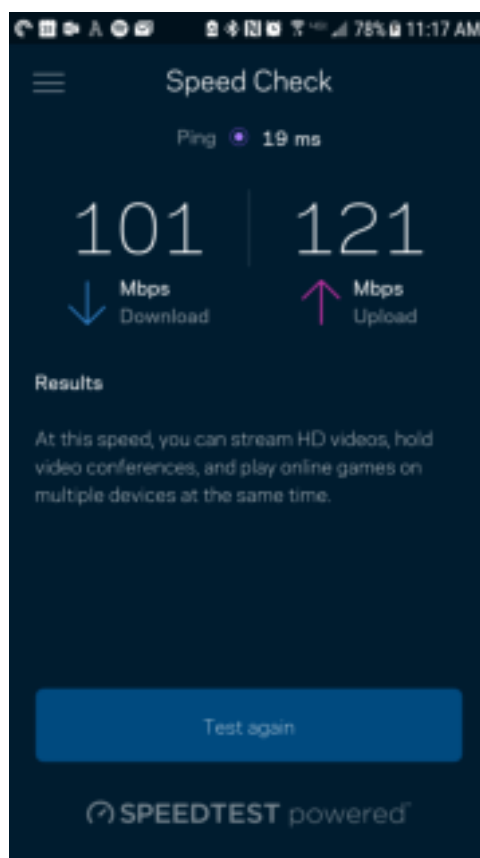 78% 11:17 AM
Speed Check
Ping 19 ms
101 121
Mbps Mbps
Download Upload
Results
At this speed, you can stream HD videos, hold
video conferences, and play online games on
multiple devices at the same time.
Test again
SPEEDTEST powered